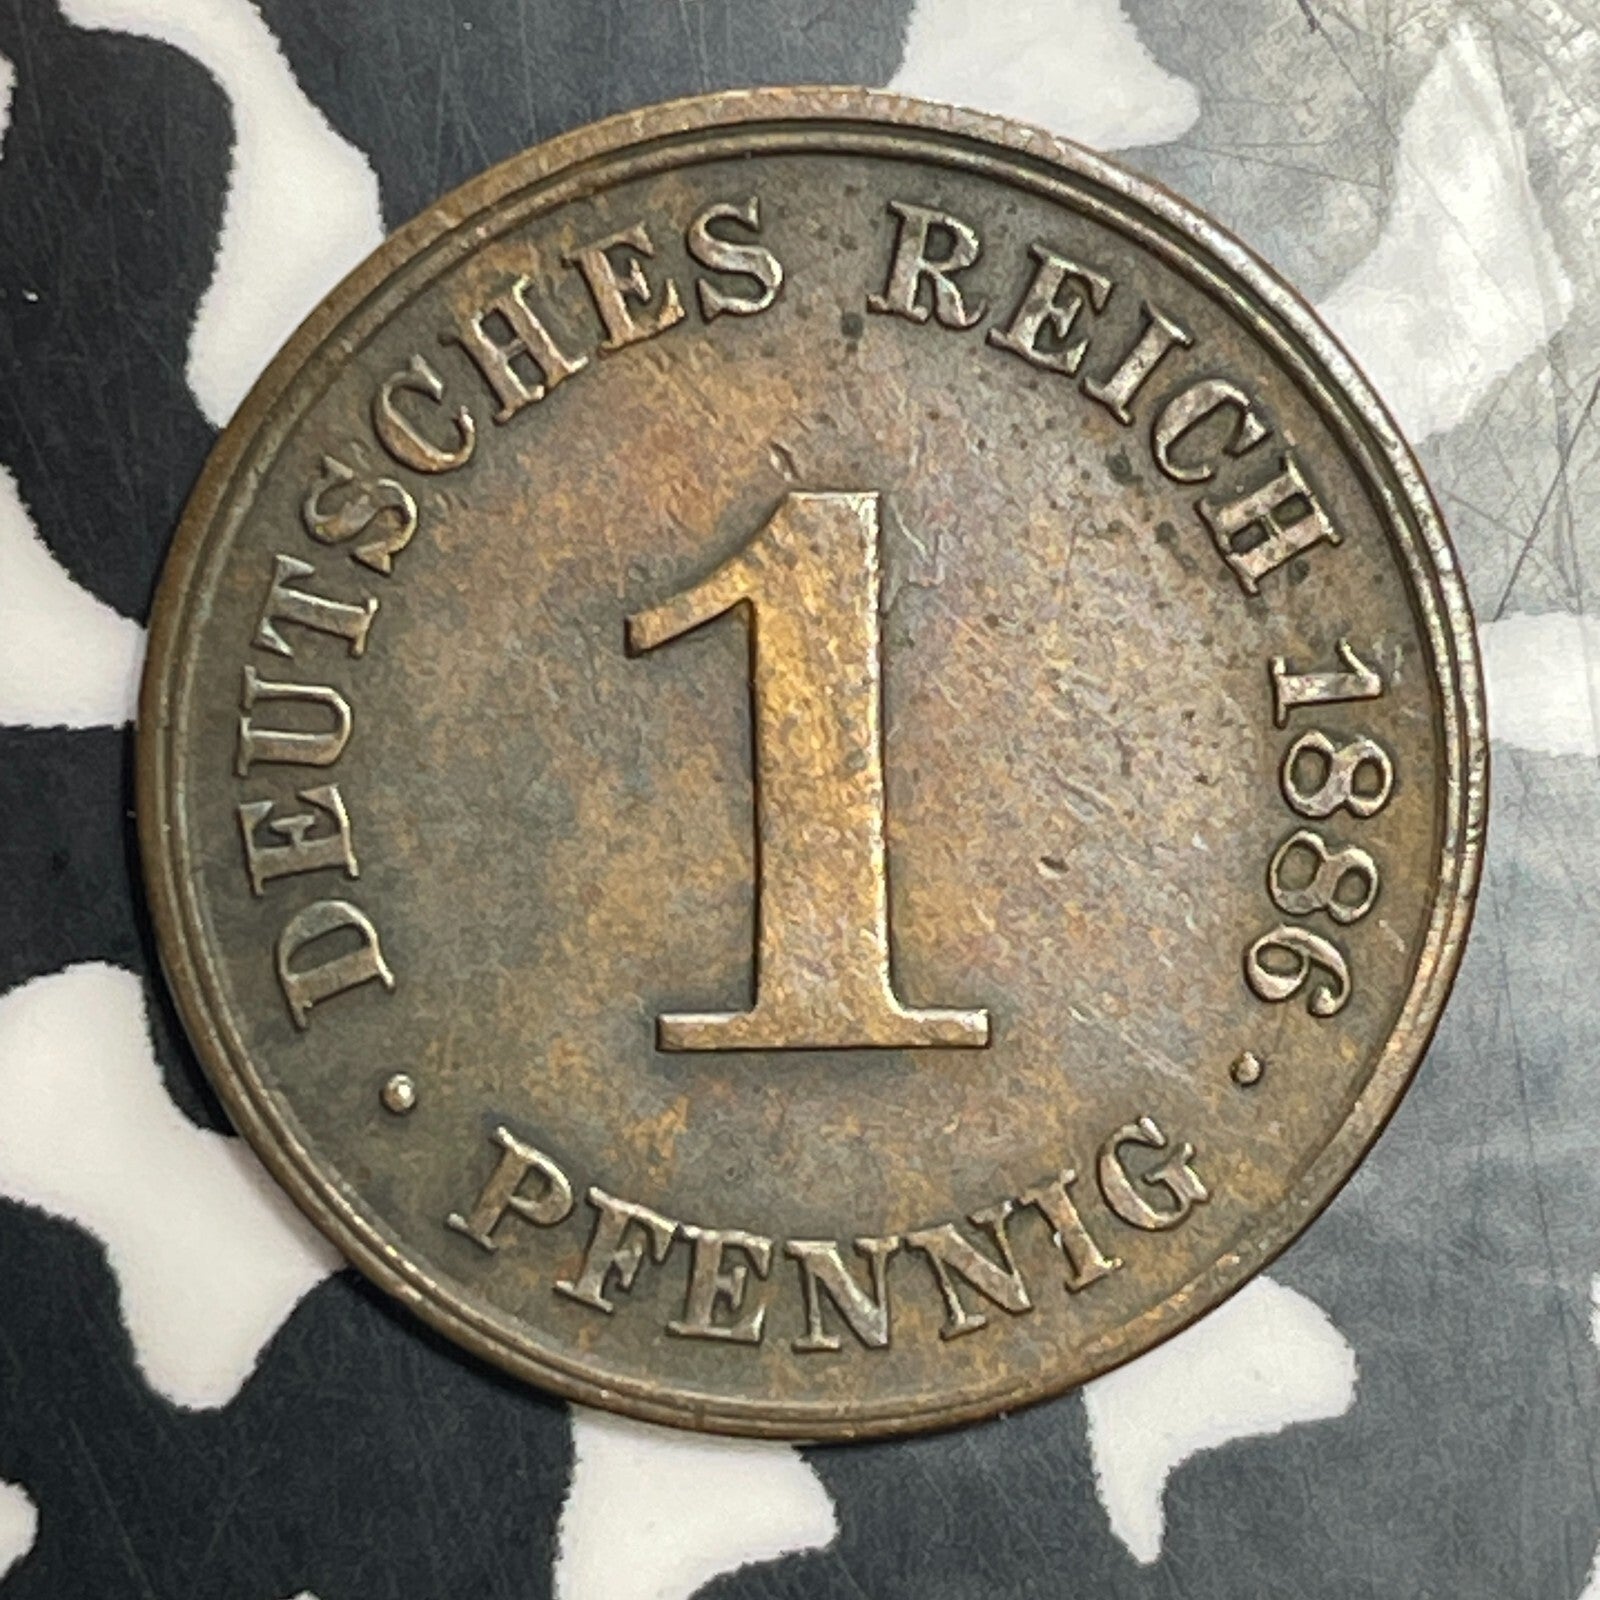 DEUTSCHES REICH 1886
1
· PFENNIG ·